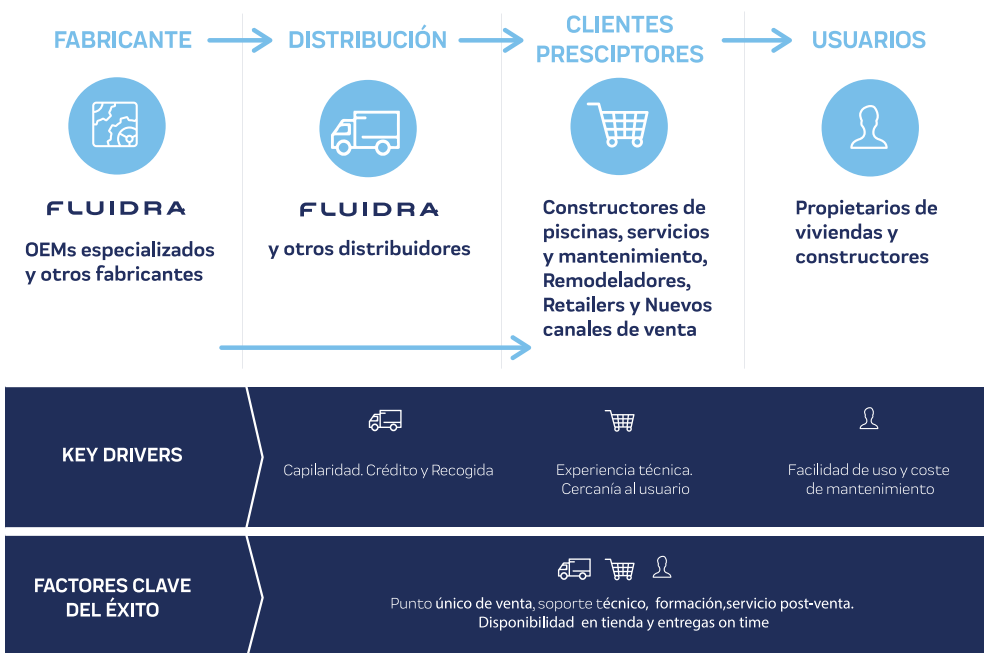 FABRICANTE
DISTRIBUCIÓN
CLIENTES
PRESCIPTORES
USUARIOS
FLUIDRA
OEMs especializados
y otros fabricantes
FLUIDRA
y otros distribuidores
Constructores de
piscinas, servicios
y mantenimiento,
Remodeladores,
Retailers y Nuevos
canales de venta
Propietarios de
viviendas y
constructores
KEY DRIVERS
Capilaridad. Crédito y Recogida
Experiencia técnica.
Cercanía al usuario
Facilidad de uso y coste
de mantenimiento
FACTORES CLAVE
DEL ÉXITO
Punto único de venta, soporte técnico, formación,servicio post-venta.
Disponibilidad en tienda y entregas on time